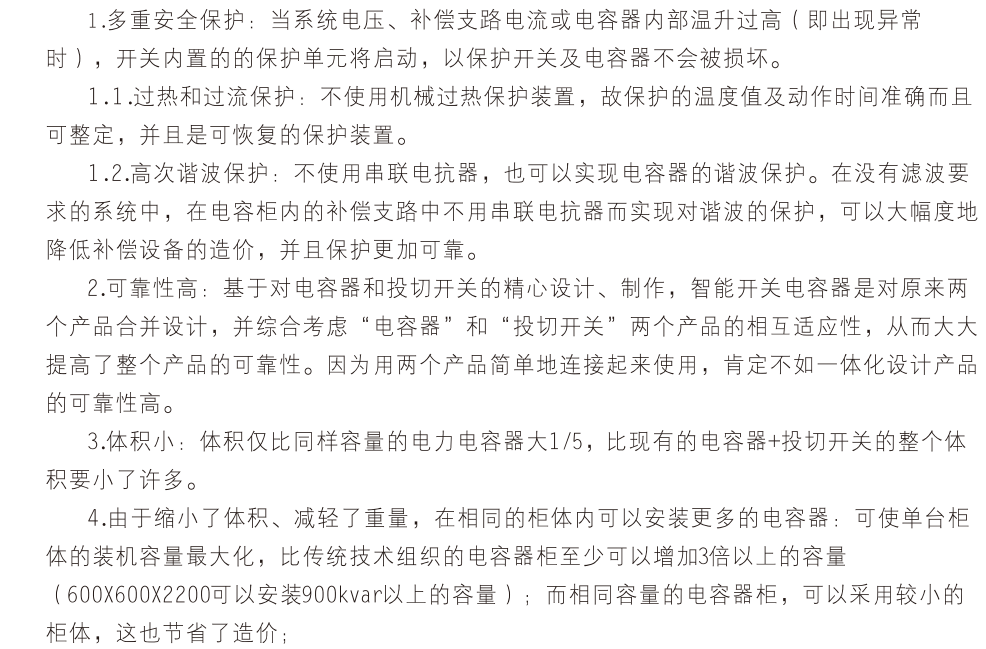 1.多重安全保护：当系统电压、补偿支路电流或电容器内部温升过高（即出现异常
时），开关内置的的保护单元将启动，以保护开关及电容器不会被损坏。
1.1.过热和过流保护：不使用机械过热保护装置，故保护的温度值及动作时间准确而且
可整定，并且是可恢复的保护装置。
1.2.高次谐波保护：不使用串联电抗器，也可以实现电容器的谐波保护。在没有滤波要
求的系统中，在电容柜内的补偿支路中不用串联电抗器而实现对谐波的保护，可以大幅度地
降低补偿设备的造价，并且保护更加可靠。
2.可靠性高：基于对电容器和投切开关的精心设计、制作，智能开关电容器是对原来两
个产品合并设计，并综合考虑“电容器”和“投切开关”两个产品的相互适应性，从而大大
提高了整个产品的可靠性。因为用两个产品简单地连接起来使用，肯定不如一体化设计产品
的可靠性高。
3.体积小：体积仅比同样容量的电力电容器大1/5，比现有的电容器+投切开关的整个体
积要小了许多。
4.由于缩小了体积、减轻了重量，在相同的柜体内可以安装更多的电容器：可使单台柜
体的装机容量最大化，比传统技术组织的电容器柜至少可以增加3倍以上的容量
（600X600X2200可以安装900kvar以上的容量）；而相同容量的电容器柜，可以采用较小的
柜体，这也节省了造价；